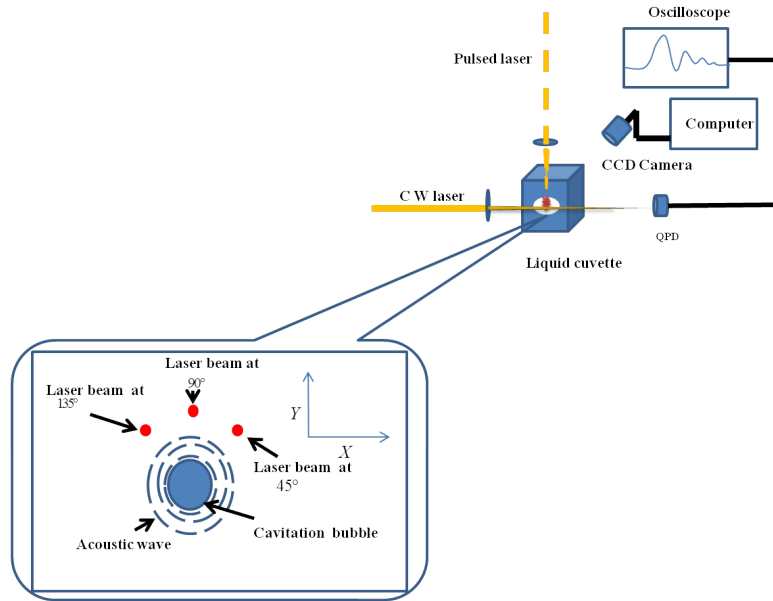 Oscilloscope
Pulsed laser
Computer
CCD Camera
C W laser
QPD
Liquid cuvette
Laser beam at
90°
Laser beam at
135°
Y
X
Laser beam at
45°
Acoustic wave
Cavitation bubble